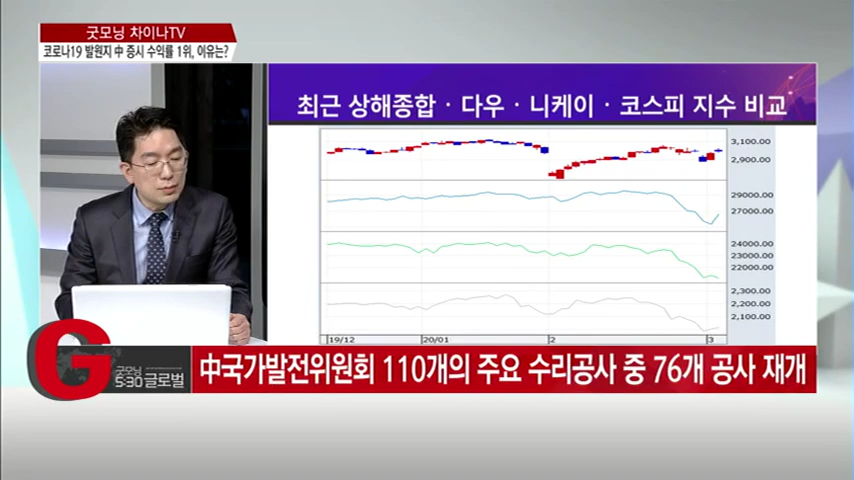 굿모닝 차이나TV
코로나19 발원지 中 증시 수익률 1위, 이유는?
최근 상해종합 · 다우 · 니케이 · 코스피 지수 비교
3,100.00
2,900.00
29000.00
27000.00
24000.00
23000.00
22000.00
2,300.00
2,200.00
2,100.00
19/12
20/01
2
3
G
굿모닝
5:30 글로벌
中국가발전위원회 110개의 주요 수리공사 중 76개 공사 재개